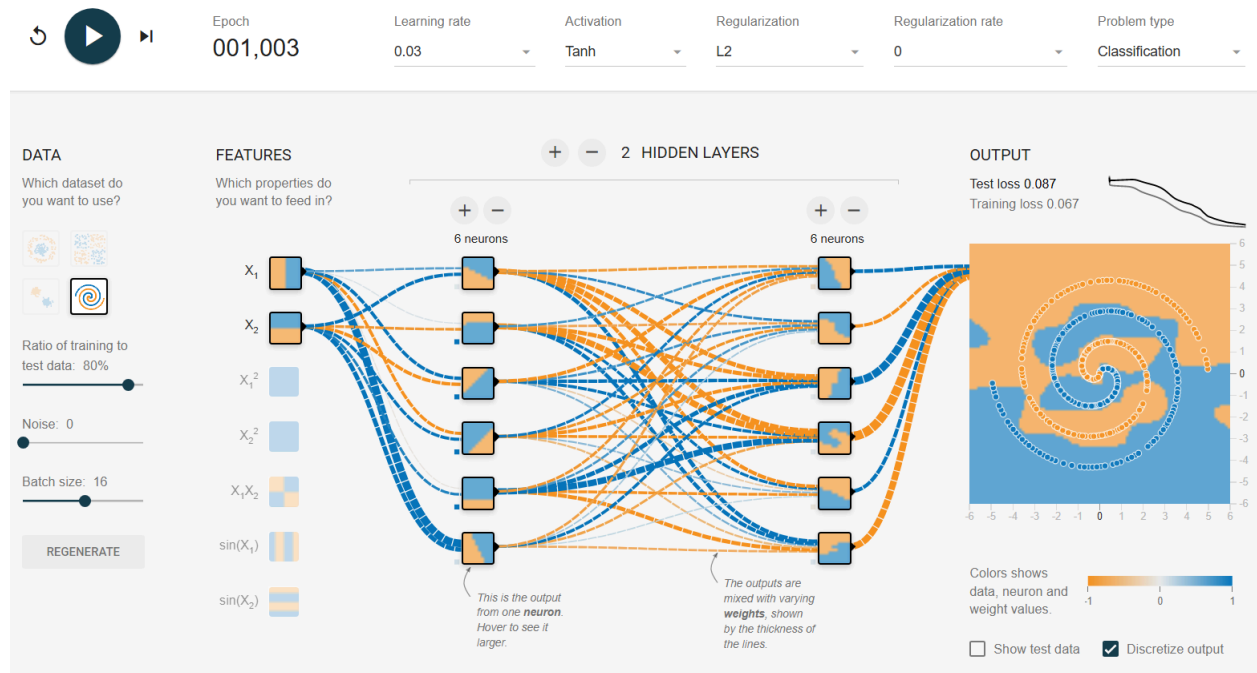 Epoch
001,003
Learning rate
0.03
Activation
Tanh
Regularization
L2
Regularization rate
0
Problem type
Classification
DATA
Which dataset do
you want to use?
Ratio of training to
test data: 80%
Noise: 0
Batch size: 16
REGENERATE
FEATURES
Which properties do
you want to feed in?
X₁
X₂
X₁²
X₂²
X₁X₂
sin(X₁)
sin(X₂)
+ − 2 HIDDEN LAYERS
+ −
6 neurons
+ −
6 neurons
This is the output
from one neuron.
Hover to see it
larger.
The outputs are
mixed with varying
weights, shown
by the thickness of
the lines.
OUTPUT
Test loss 0.087
Training loss 0.067
6
5
4
3
2
1
0
-1
-2
-3
-4
-5
-6
-6 -5 -4 -3 -2 -1 0 1 2 3 4 5 6
Colors shows
data, neuron and
weight values.
-1 0 1
Show test data
Discretize output